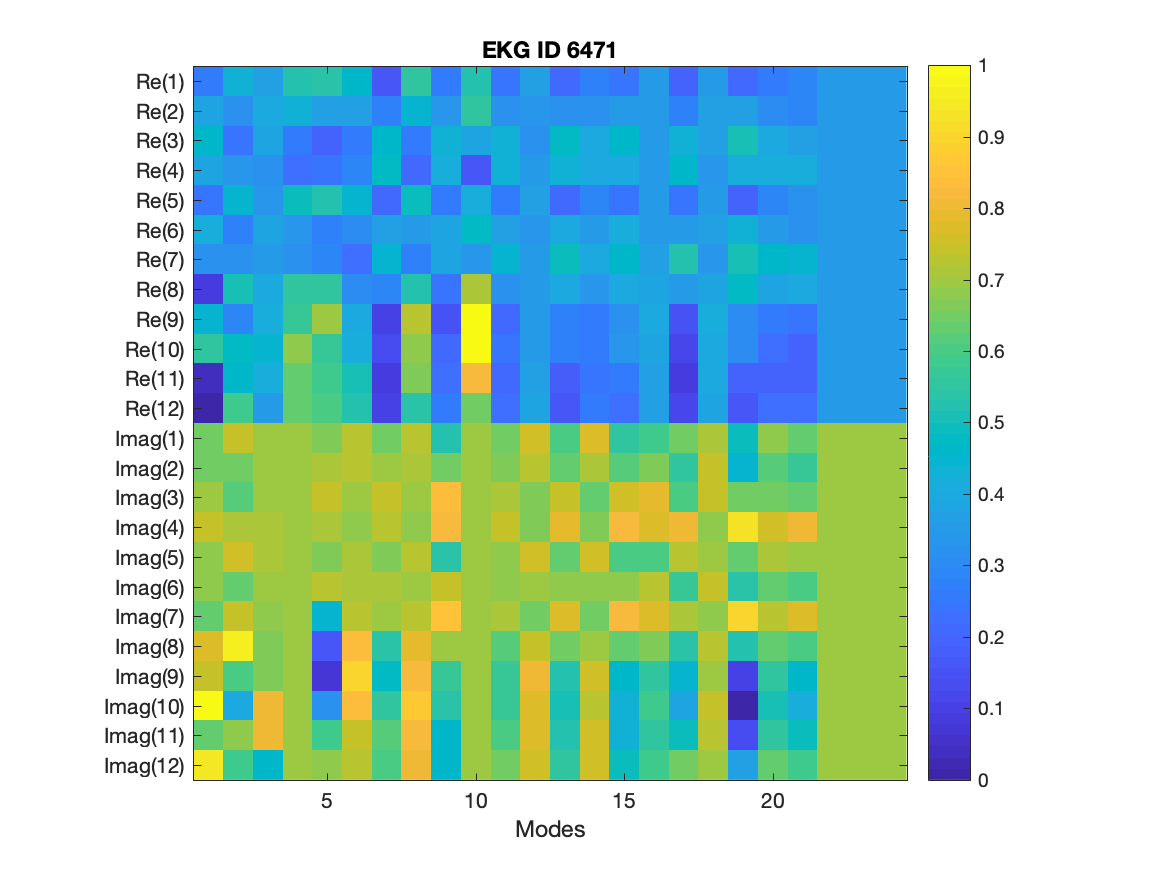 EKG ID 6471
Re(1)
Re(2)
Re(3)
Re(4)
Re(5)
Re(6)
Re(7)
Re(8)
Re(9)
Re(10)
Re(11)
Re(12)
Imag(1)
Imag(2)
Imag(3)
Imag(4)
Imag(5)
Imag(6)
Imag(7)
Imag(8)
Imag(9)
Imag(10)
Imag(11)
Imag(12)
5 10 15 20
Modes
1
0.9
0.8
0.7
0.6
0.5
0.4
0.3
0.2
0.1
0